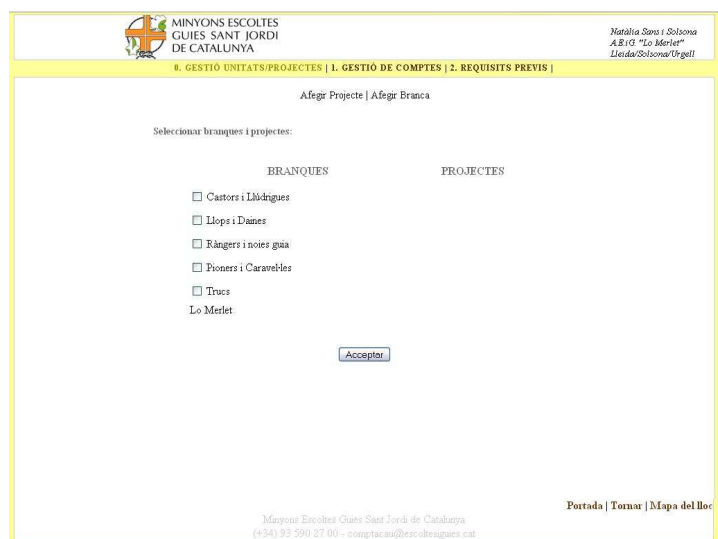 MINYONS ESCOLTES
GUIES SANT JORDI
DE CATALUNYA
Natàlia Sans i Solsona
A.E.iG. "Lo Merlet"
Lleida/Solsona/Urgell
0. GESTIÓ UNITATS/PROJECTES | 1. GESTIÓ DE COMPTES | 2. REQUISITS PREVIS |
Afegir Projecte | Afegir Branca
Seleccionar branques i projectes:
BRANQUES PROJECTES
Castors i Llúdrigues
Llops i Daines
Ràngers i noies guia
Pioners i Caravel·les
Trucs
Lo Merlet
Acceptar
Portada | Tornar | Mapa del lloc
Minyons Escoltes Guies Sant Jordi de Catalunya
(+34) 93 590 27 00 - comptacau@escoltesiguies.cat